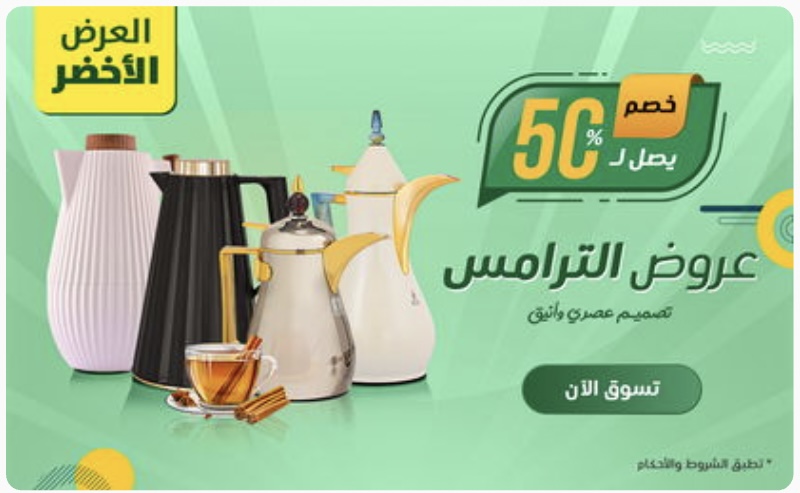 العرض
الأخضر
خصم
يصل لـ
50%
عروض الترامس
تصميم عصري وأنيق
تسوق الآن
* تطبق الشروط والأحكام